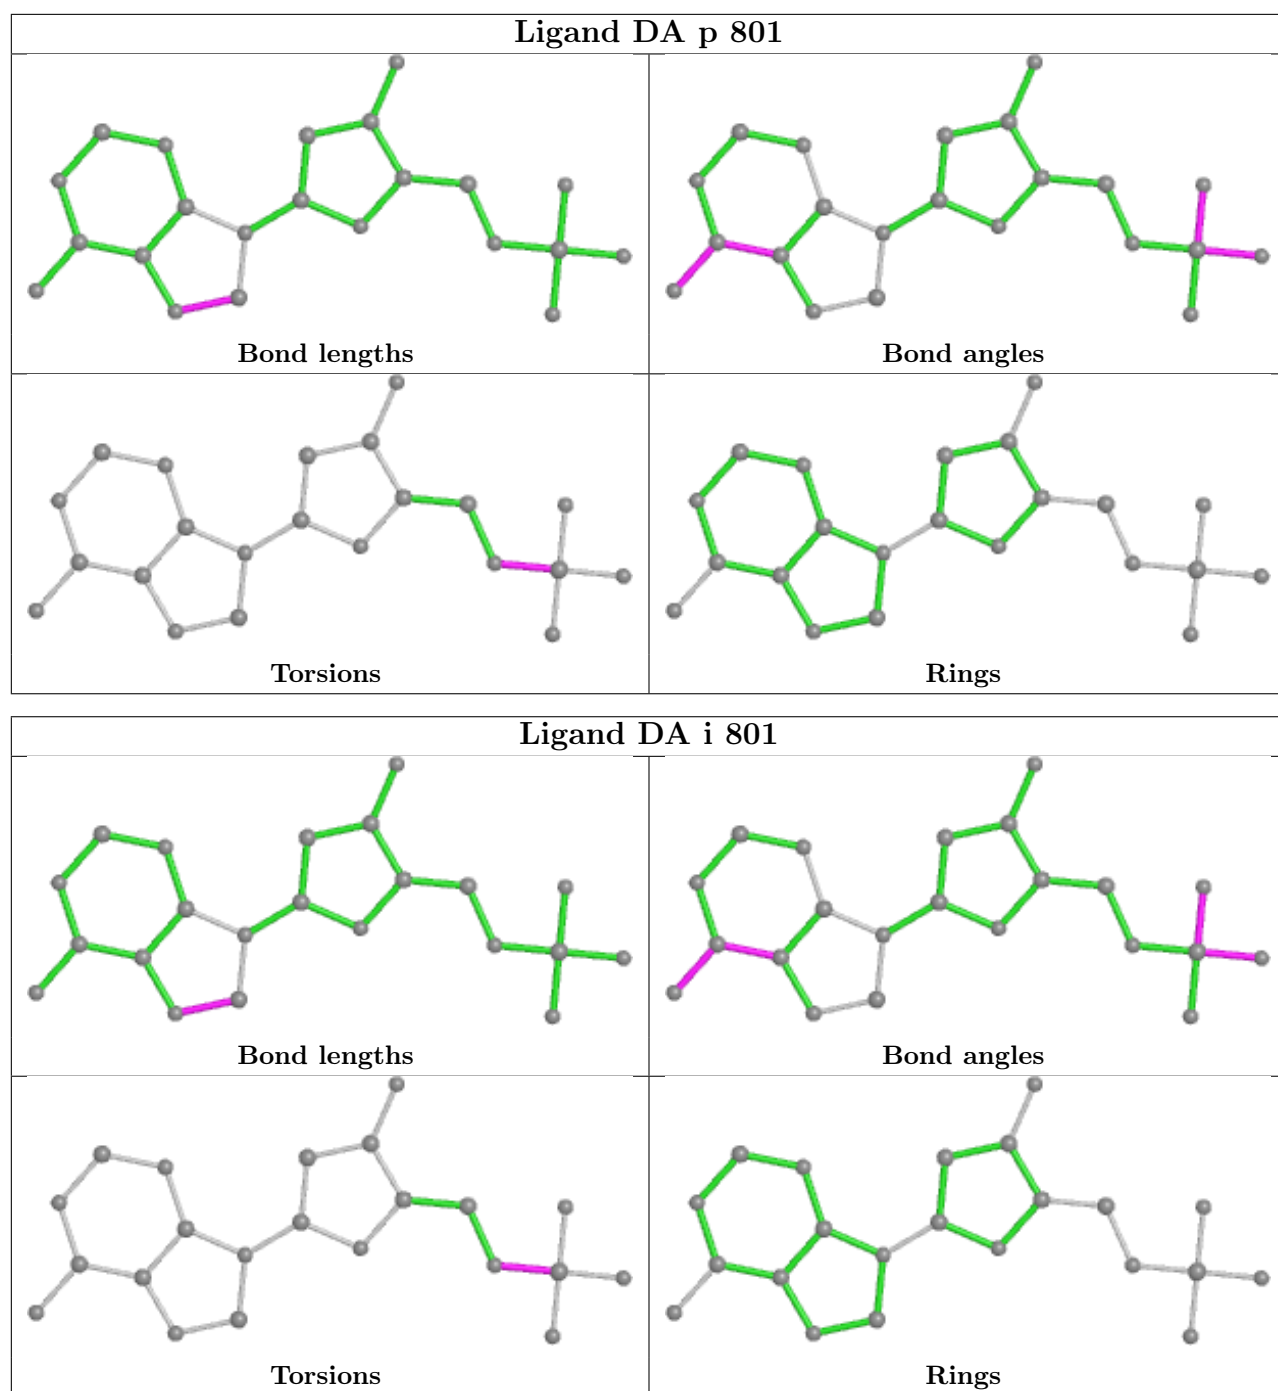 Ligand DA p 801
Bond lengths
Bond angles
Torsions
Rings
Ligand DA i 801
Bond lengths
Bond angles
Torsions
Rings